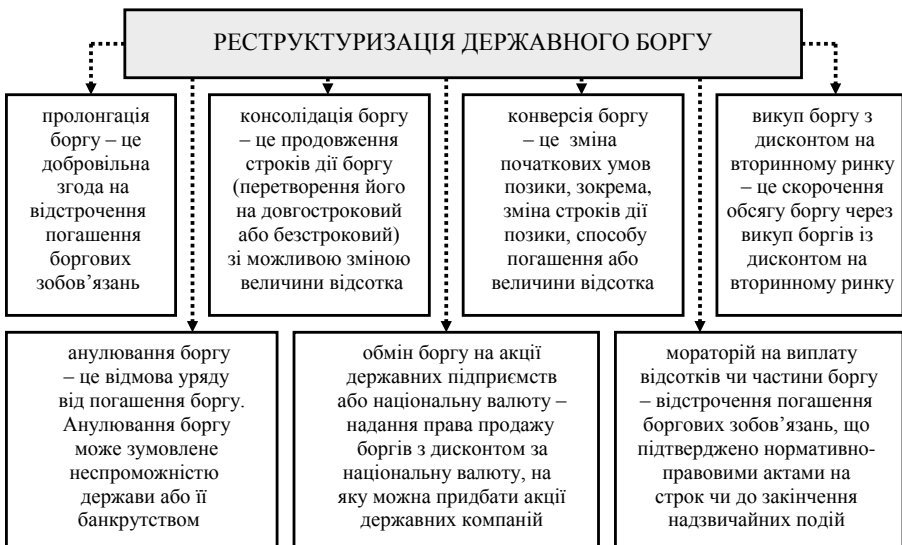 РЕСТРУКТУРИЗАЦІЯ ДЕРЖАВНОГО БОРГУ
пролонгація
боргу – це
добровільна
згода на
відстрочення
погашення
боргових
зобов’язань
консолідація боргу
– це продовження
строків дії боргу
(перетворення його
на довгостроковий
або безстроковий)
зі можливою зміною
величини відсотка
конверсія боргу
– це зміна
початкових умов
позики, зокрема,
зміна строків дії
позики, способу
погашення або
величини відсотка
викуп боргу з
дисконтом на
вторинному ринку
– це скорочення
обсягу боргу через
викуп боргів із
дисконтом на
вторинному ринку
анулювання боргу
– це відмова уряду
від погашення боргу.
Анулювання боргу
може зумовлене
неспроможністю
держави або її
банкрутством
обмін боргу на акції
державних підприємств
або національну валюту –
надання права продажу
боргів з дисконтом за
національну валюту, на
яку можна придбати акції
державних компаній
мораторій на виплату
відсотків чи частини боргу
– відстрочення погашення
боргових зобов’язань, що
підтверджено нормативно-
правовими актами на
строк чи до закінчення
надзвичайних подій